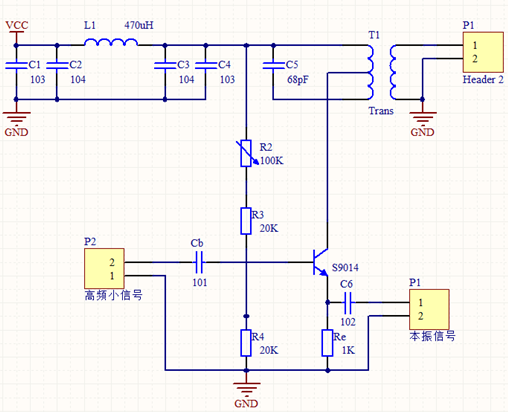 VCC
L1 470uH
T1
P1
1
2
Header 2
C1
103
C2
104
C3
104
C4
103
C5
68pF
Trans
GND
GND
R2
100K
R3
20K
P2
2
1
高频小信号
Cb
101
S9014
C6
102
P1
1
2
本振信号
R4
20K
Re
1K
GND